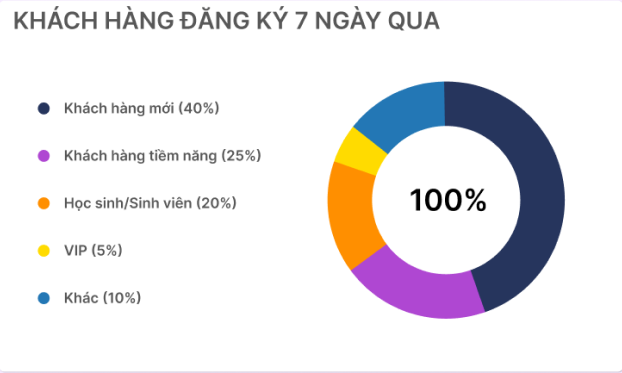 KHÁCH HÀNG ĐĂNG KÝ 7 NGÀY QUA
Khách hàng mới (40%)
Khách hàng tiềm năng (25%)
Học sinh/Sinh viên (20%)
VIP (5%)
Khác (10%)
100%